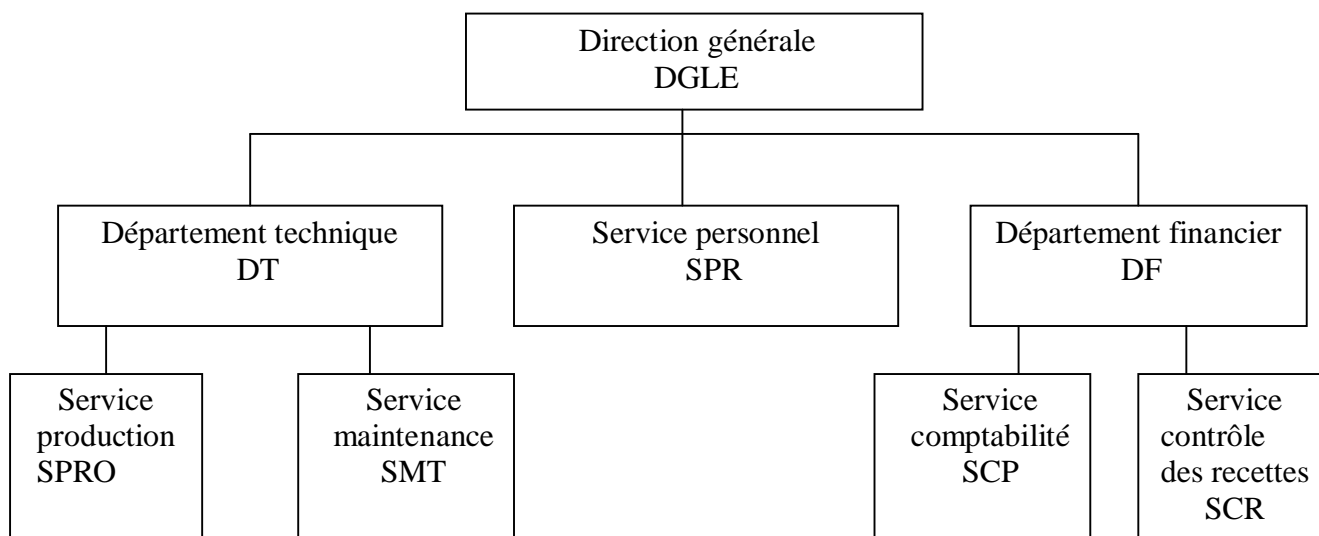 Direction générale
DGLE
Département technique
DT
Service personnel
SPR
Département financier
DF
Service
production
SPRO
Service
maintenance
SMT
Service
comptabilité
SCP
Service
contrôle
des recettes
SCR